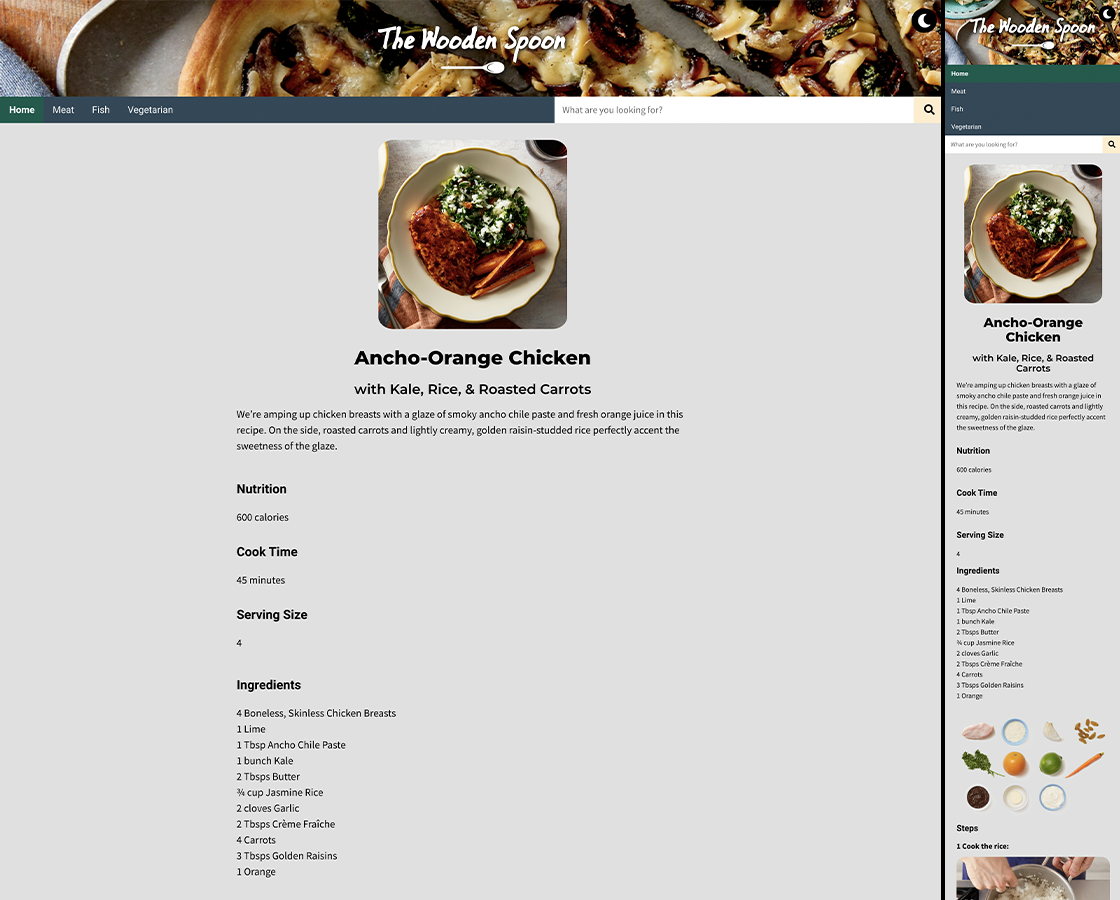 The Wooden Spoon
Home Meat Fish Vegetarian What are you looking for?
Ancho-Orange Chicken
with Kale, Rice, & Roasted Carrots
We're amping up chicken breasts with a glaze of smoky ancho chile paste and fresh orange juice in this
recipe. On the side, roasted carrots and lightly creamy, golden raisin-studded rice perfectly accent the
sweetness of the glaze.
Nutrition
600 calories
Cook Time
45 minutes
Serving Size
4
Ingredients
4 Boneless, Skinless Chicken Breasts
1 Lime
1 Tbsp Ancho Chile Paste
1 bunch Kale
2 Tbsps Butter
¾ cup Jasmine Rice
2 cloves Garlic
2 Tbsps Crème Fraîche
4 Carrots
3 Tbsps Golden Raisins
1 Orange
The Wooden Spoon
Home
Meat
Fish
Vegetarian
What are you looking for?
Ancho-Orange
Chicken
with Kale, Rice, & Roasted
Carrots
We're amping up chicken breasts with a glaze of
smoky ancho chile paste and fresh orange juice in
this recipe. On the side, roasted carrots and lightly
creamy, golden raisin-studded rice perfectly accent
the sweetness of the glaze.
Nutrition
600 calories
Cook Time
45 minutes
Serving Size
4
Ingredients
4 Boneless, Skinless Chicken Breasts
1 Lime
1 Tbsp Ancho Chile Paste
1 bunch Kale
2 Tbsps Butter
¾ cup Jasmine Rice
2 cloves Garlic
2 Tbsps Crème Fraîche
4 Carrots
3 Tbsps Golden Raisins
1 Orange
Steps
1 Cook the rice: